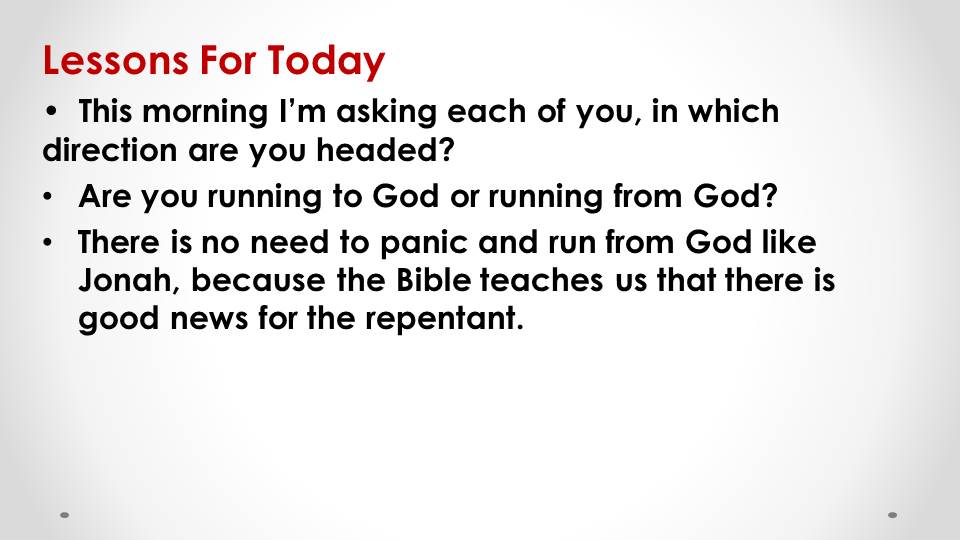 Lessons For Today
• This morning I’m asking each of you, in which
direction are you headed?
• Are you running to God or running from God?
• There is no need to panic and run from God like
Jonah, because the Bible teaches us that there is
good news for the repentant.